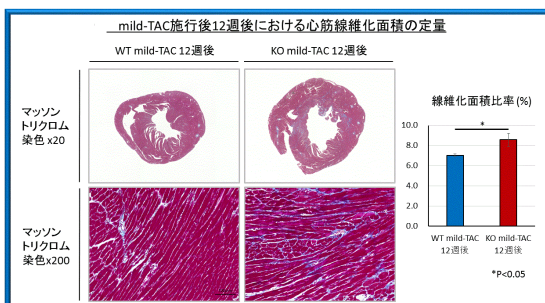 mild-TAC施行後12週後における心筋線維化面積の定量
WT mild-TAC 12週後
KO mild-TAC 12週後
マッソン
トリクロム
染色 x20
マッソン
トリクロム
染色x200
線維化面積比率 (%)
*
10.0
8.0
6.0
4.0
2.0
0.0
WT mild-TAC
12週後
KO mild-TAC
12週後
*P<0.05